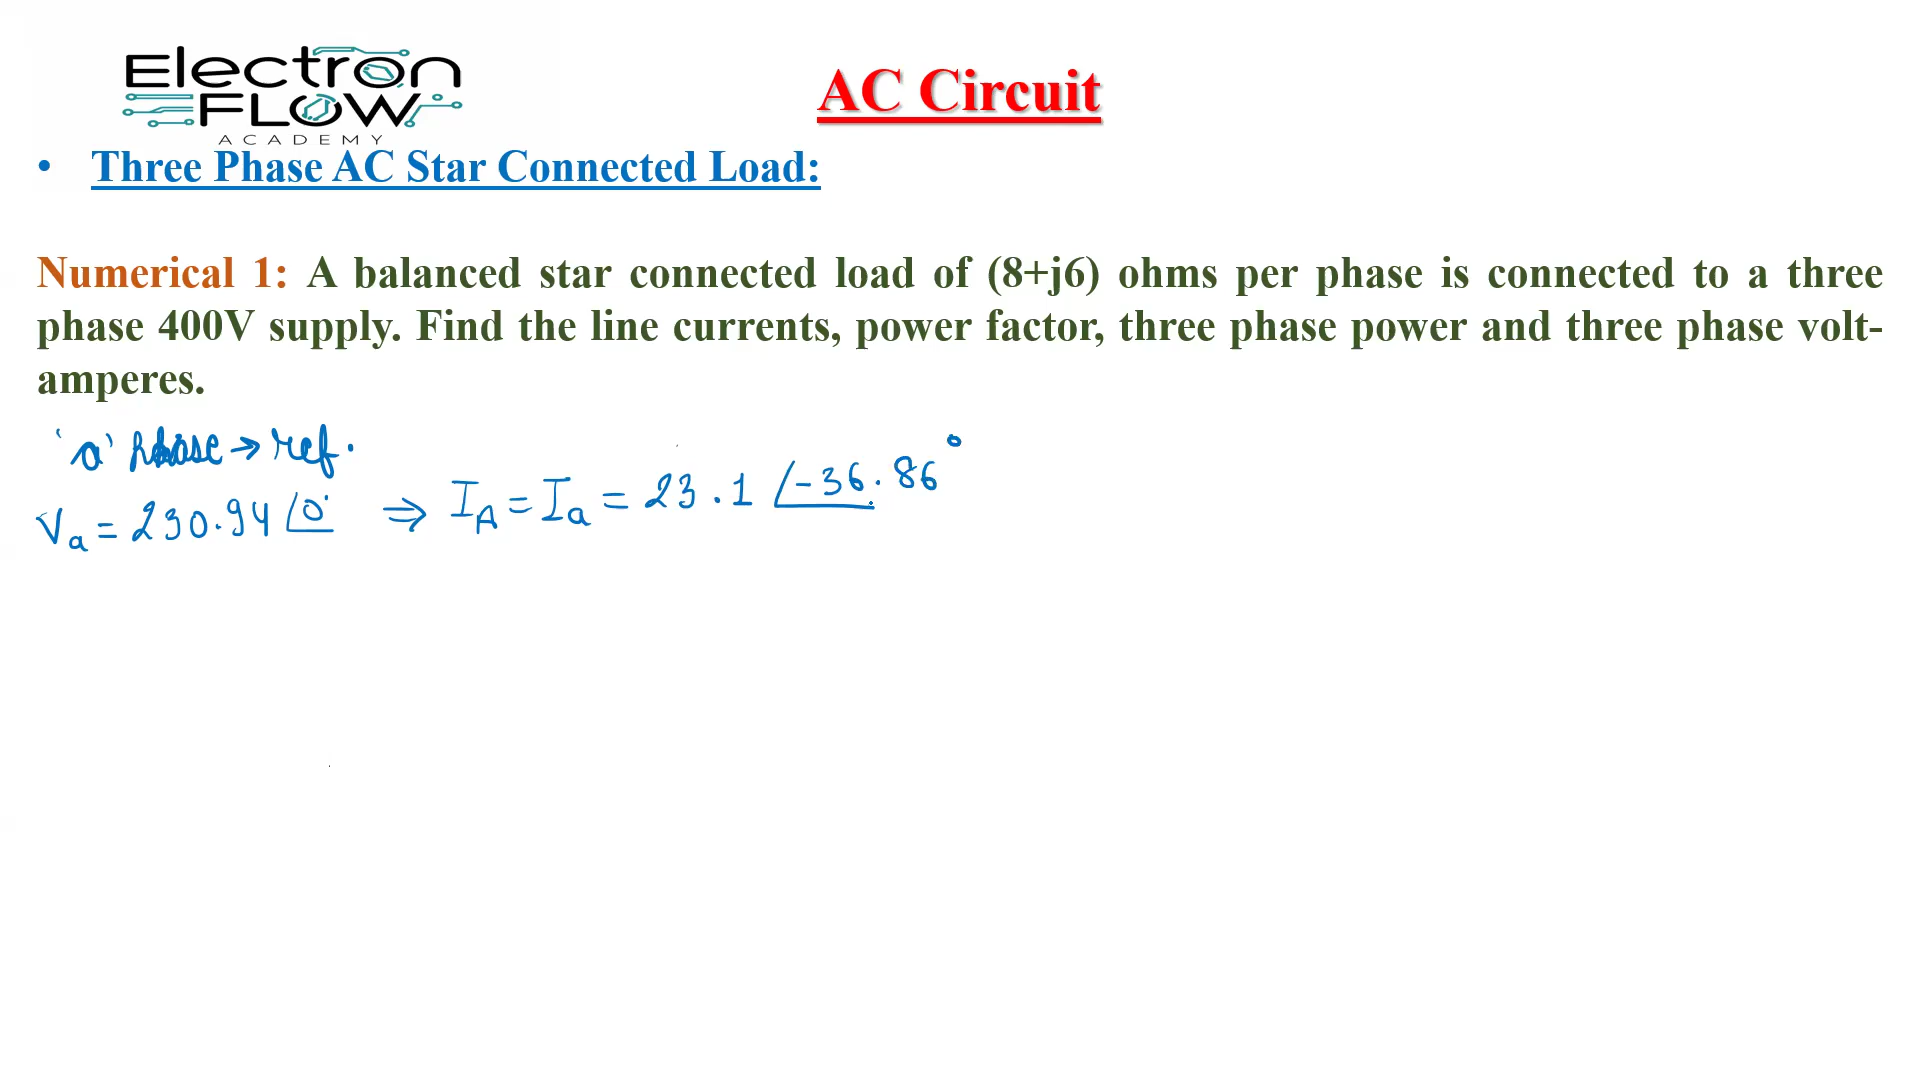 Electron
FLOW
ACADEMY
AC Circuit
• Three Phase AC Star Connected Load:
Numerical 1: A balanced star connected load of (8+j6) ohms per phase is connected to a three
phase 400V supply. Find the line currents, power factor, three phase power and three phase volt-
amperes.
'a' phase → ref.
Va = 230.94 ∠0° ⇒ IA = Ia = 23.1 ∠-36.86°